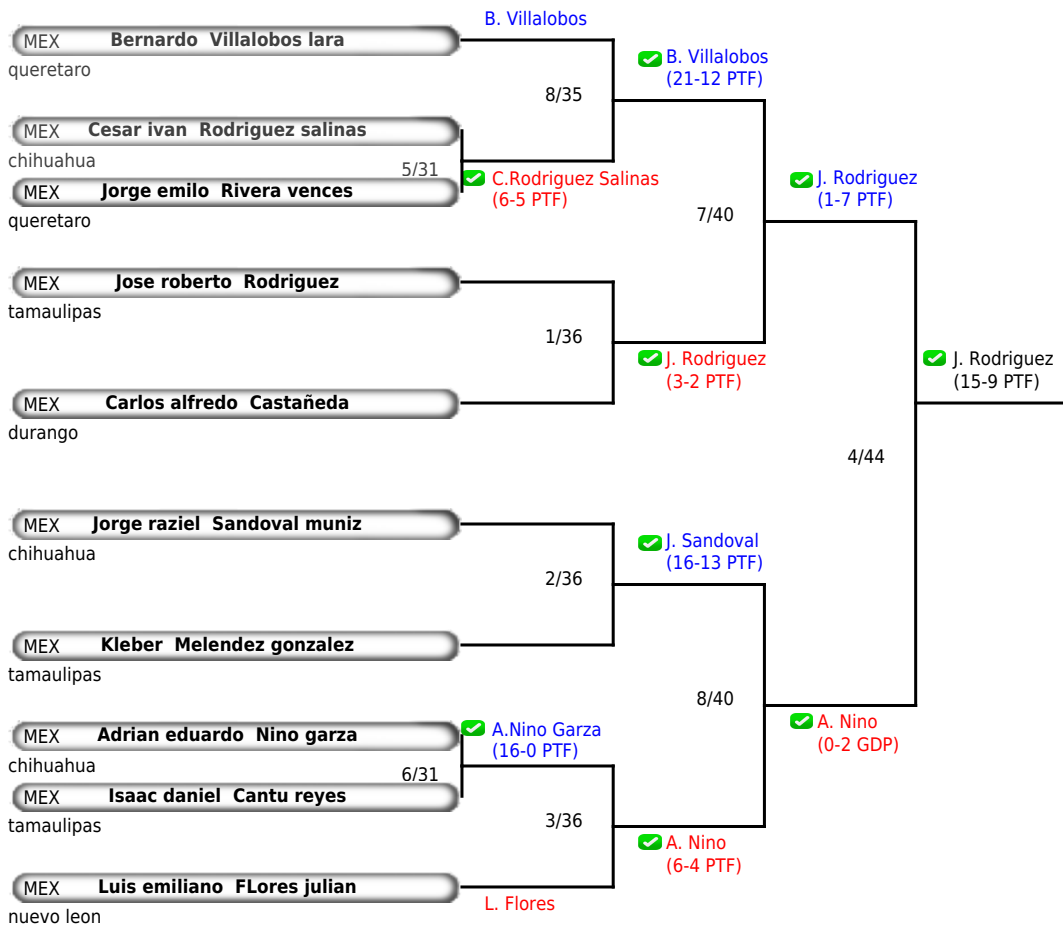 B. Villalobos
MEX Bernardo Villalobos lara
queretaro
B. Villalobos
(21-12 PTF)
8/35
MEX Cesar ivan Rodriguez salinas
chihuahua
5/31
C.Rodriguez Salinas
(6-5 PTF)
MEX Jorge emilo Rivera vences
queretaro
J. Rodriguez
(1-7 PTF)
7/40
MEX Jose roberto Rodriguez
tamaulipas
1/36
J. Rodriguez
(3-2 PTF)
J. Rodriguez
(15-9 PTF)
MEX Carlos alfredo Castañeda
durango
4/44
MEX Jorge raziel Sandoval muniz
chihuahua
J. Sandoval
(16-13 PTF)
2/36
MEX Kleber Melendez gonzalez
tamaulipas
8/40
MEX Adrian eduardo Nino garza
chihuahua
A.Nino Garza
(16-0 PTF)
A. Nino
(0-2 GDP)
6/31
MEX Isaac daniel Cantu reyes
tamaulipas
3/36
A. Nino
(6-4 PTF)
MEX Luis emiliano FLores julian
nuevo leon
L. Flores